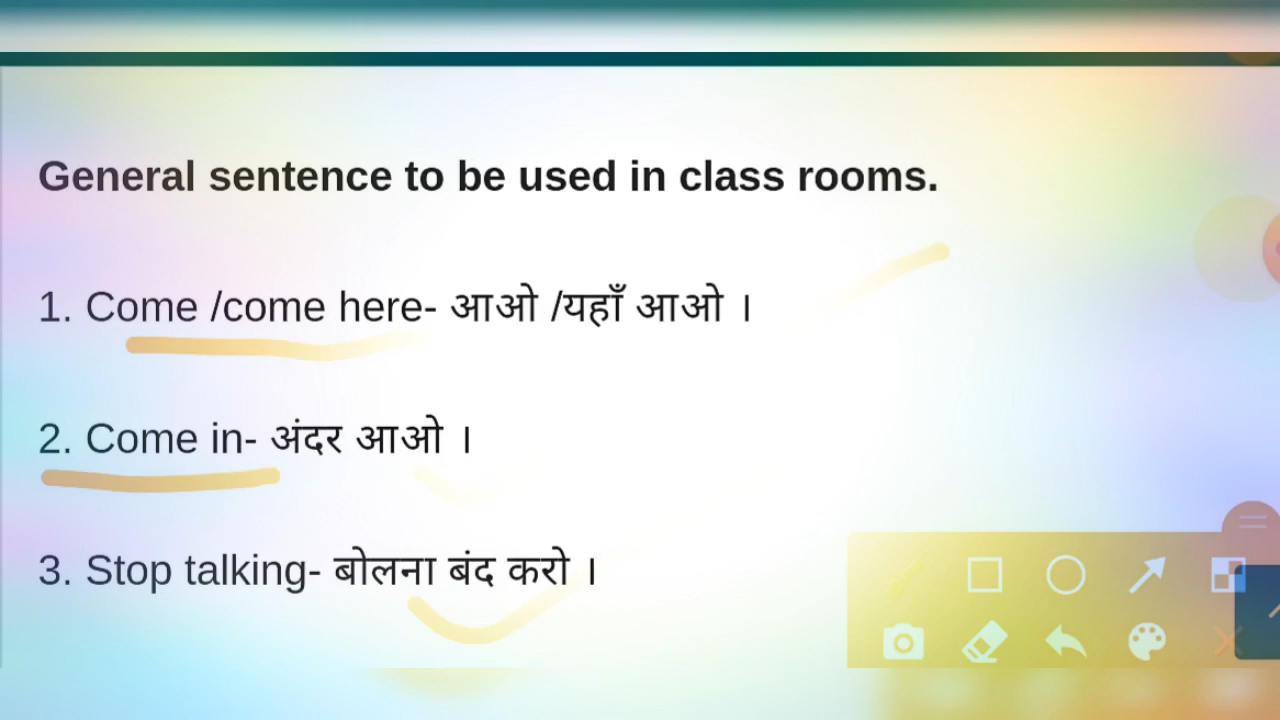 General sentence to be used in class rooms.
1. Come /come here- आओ /यहाँ आओ ।
2. Come in- अंदर आओ ।
3. Stop talking- बोलना बंद करो ।